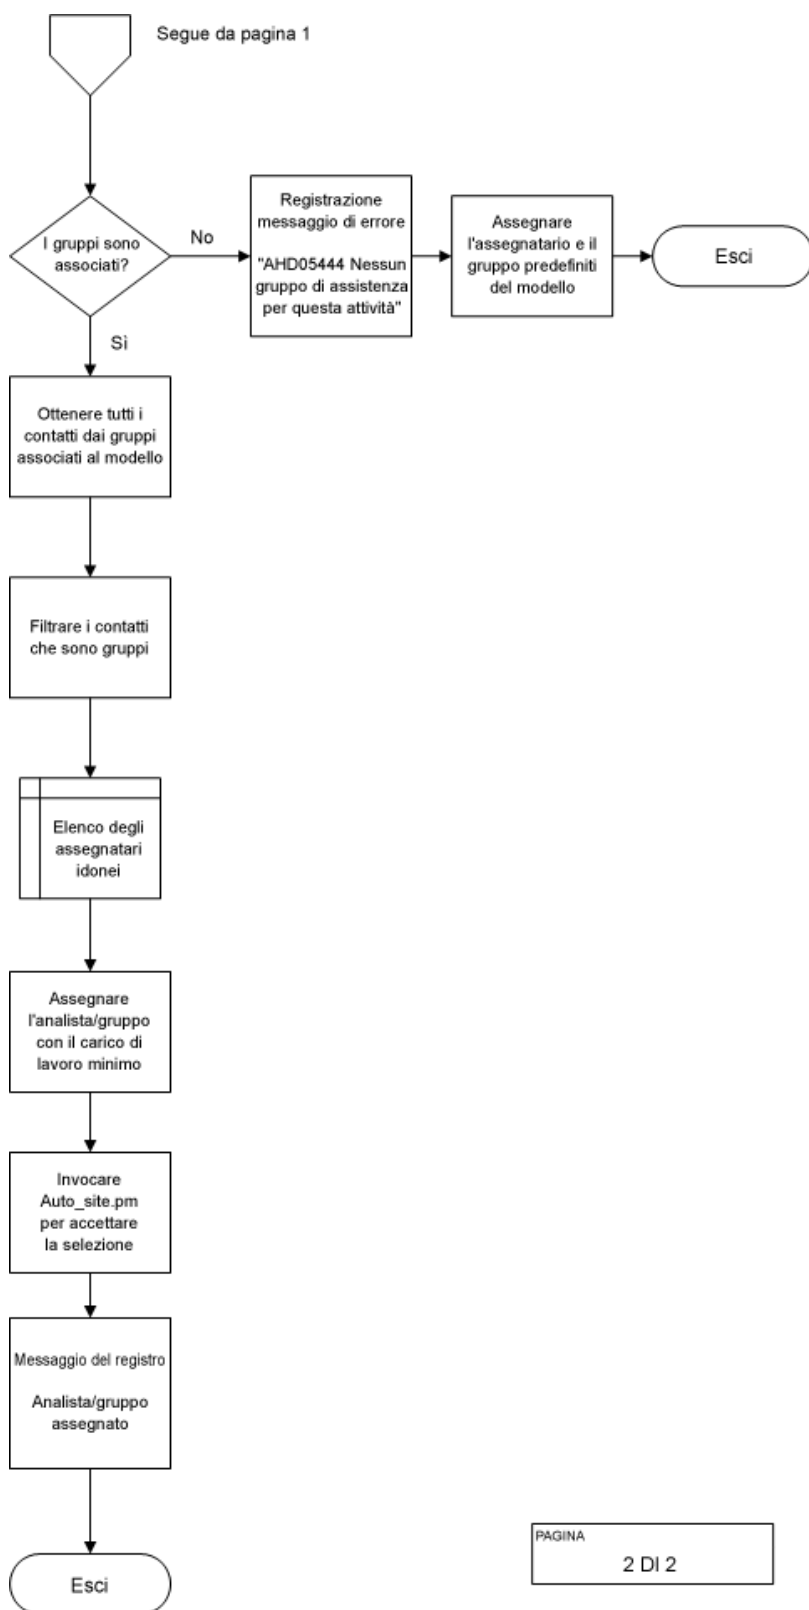 Segue da pagina 1
I gruppi sono
associati?
No
Registrazione
messaggio di errore
"AHD05444 Nessun
gruppo di assistenza
per questa attività"
Assegnare
l'assegnatario e il
gruppo predefiniti
del modello
Esci
Sì
Ottenere tutti i
contatti dai gruppi
associati al modello
Filtrare i contatti
che sono gruppi
Elenco degli
assegnatari
idonei
Assegnare
l'analista/gruppo
con il carico di
lavoro minimo
Invocare
Auto_site.pm
per accettare
la selezione
Messaggio del registro
Analista/gruppo
assegnato
Esci
PAGINA
2 DI 2